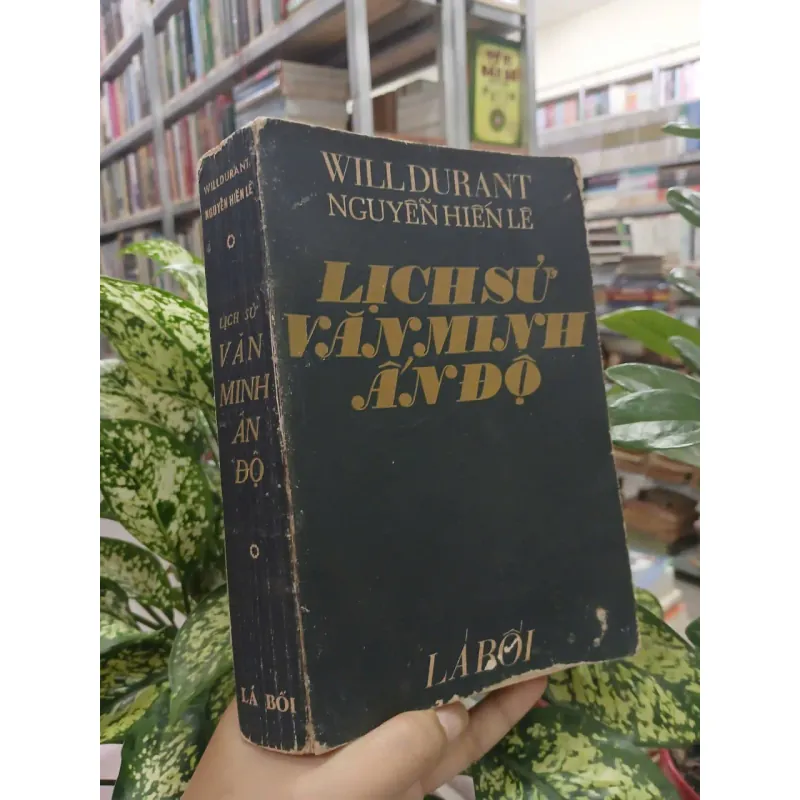 WILL DURANT
NGUYỄN HIẾN LÊ
LỊCH SỬ
VĂN MINH
ẤN ĐỘ
LÁ BỐI
WILL DURANT
NGUYỄN HIẾN LÊ
LỊCH SỬ
VĂN
MINH
ẤN
ĐỘ
LÁ BỐI